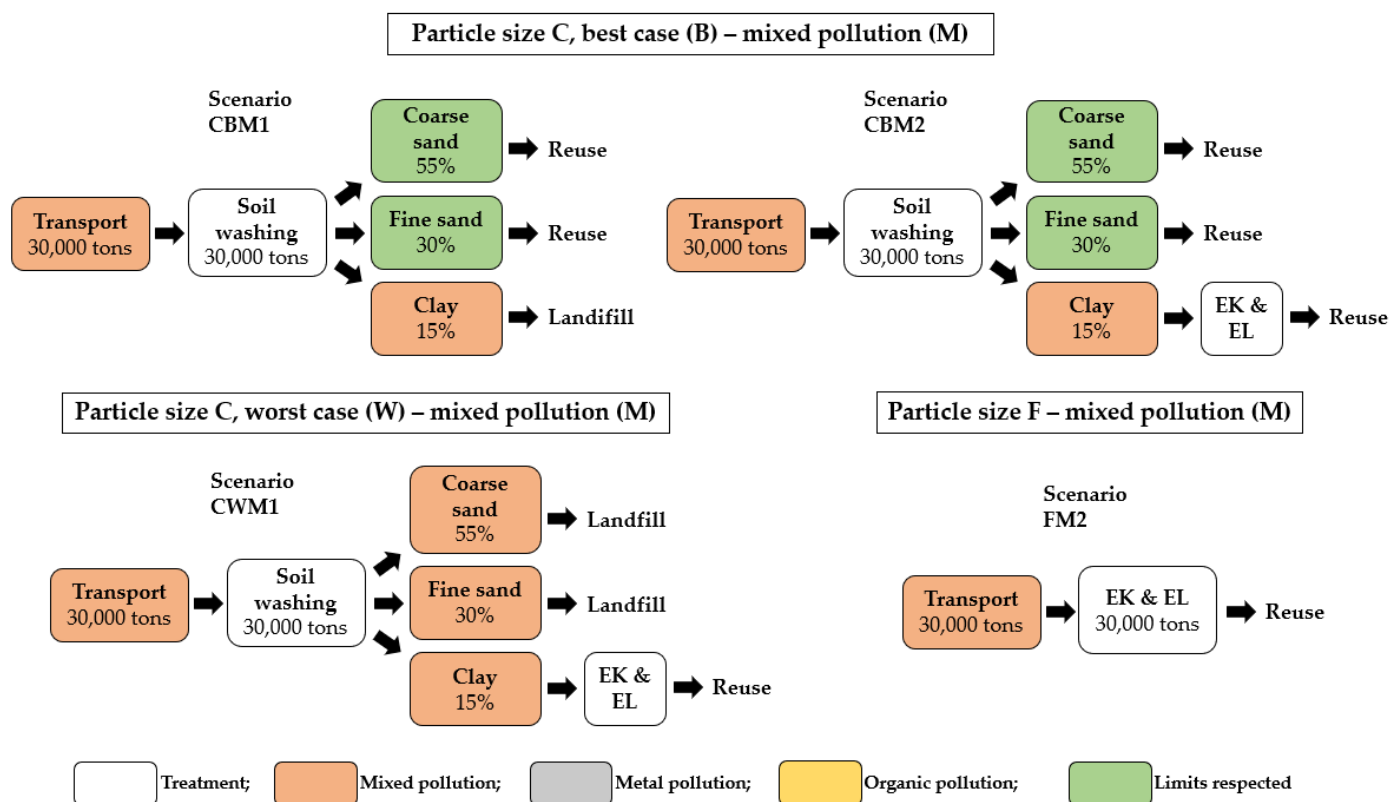 Particle size C, best case (B) – mixed pollution (M)
Scenario
CBM1
Transport
30,000 tons
Soil
washing
30,000 tons
Coarse
sand
55%
Reuse
Fine sand
30%
Reuse
Clay
15%
Landifill
Scenario
CBM2
Transport
30,000 tons
Soil
washing
30,000 tons
Coarse
sand
55%
Reuse
Fine sand
30%
Reuse
Clay
15%
EK &
EL
Reuse
Particle size C, worst case (W) – mixed pollution (M)
Scenario
CWM1
Transport
30,000 tons
Soil
washing
30,000 tons
Coarse
sand
55%
Landfill
Fine sand
30%
Landfill
Clay
15%
EK &
EL
Reuse
Particle size F – mixed pollution (M)
Scenario
FM2
Transport
30,000 tons
EK & EL
30,000 tons
Reuse
Treatment;
Mixed pollution;
Metal pollution;
Organic pollution;
Limits respected